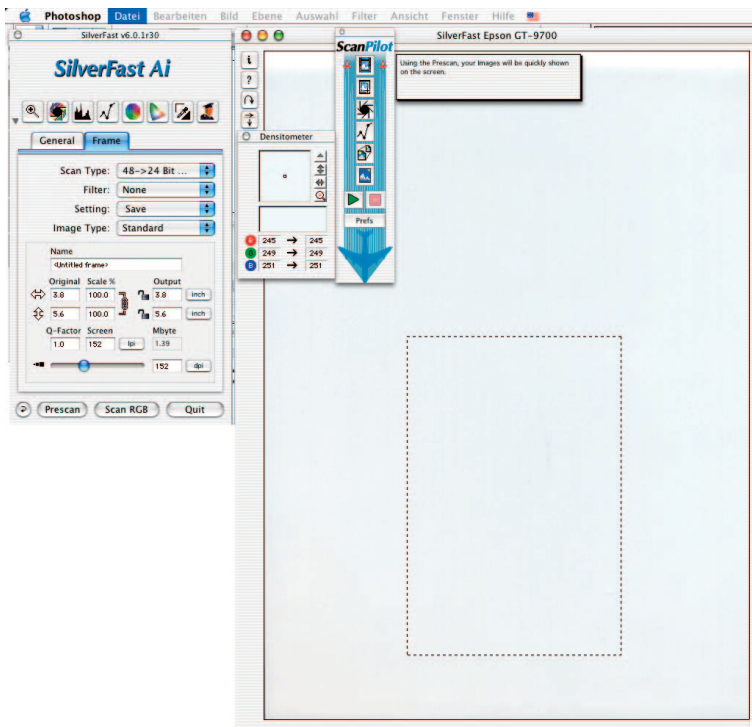 Photoshop Datei Bearbeiten Bild Ebene Auswahl Filter Ansicht Fenster Hilfe
SilverFast v6.0.1r30
SilverFast Ai
General Frame
Scan Type: 48->24 Bit ...
Filter: None
Setting: Save
Image Type: Standard
Name
<Untitled frame>
Original Scale % Output
3.8 100.0 3.8 inch
5.6 100.0 5.6 inch
Q-Factor Screen Mbyte
1.0 152 lpi 1.39
152 dpi
Prescan Scan RGB Quit
SilverFast Epson GT-9700
i
?
Densitometer
R 245 → 245
G 249 → 249
B 251 → 251
ScanPilot
Prefs
Using the Prescan, your Images will be quickly shown
on the screen.